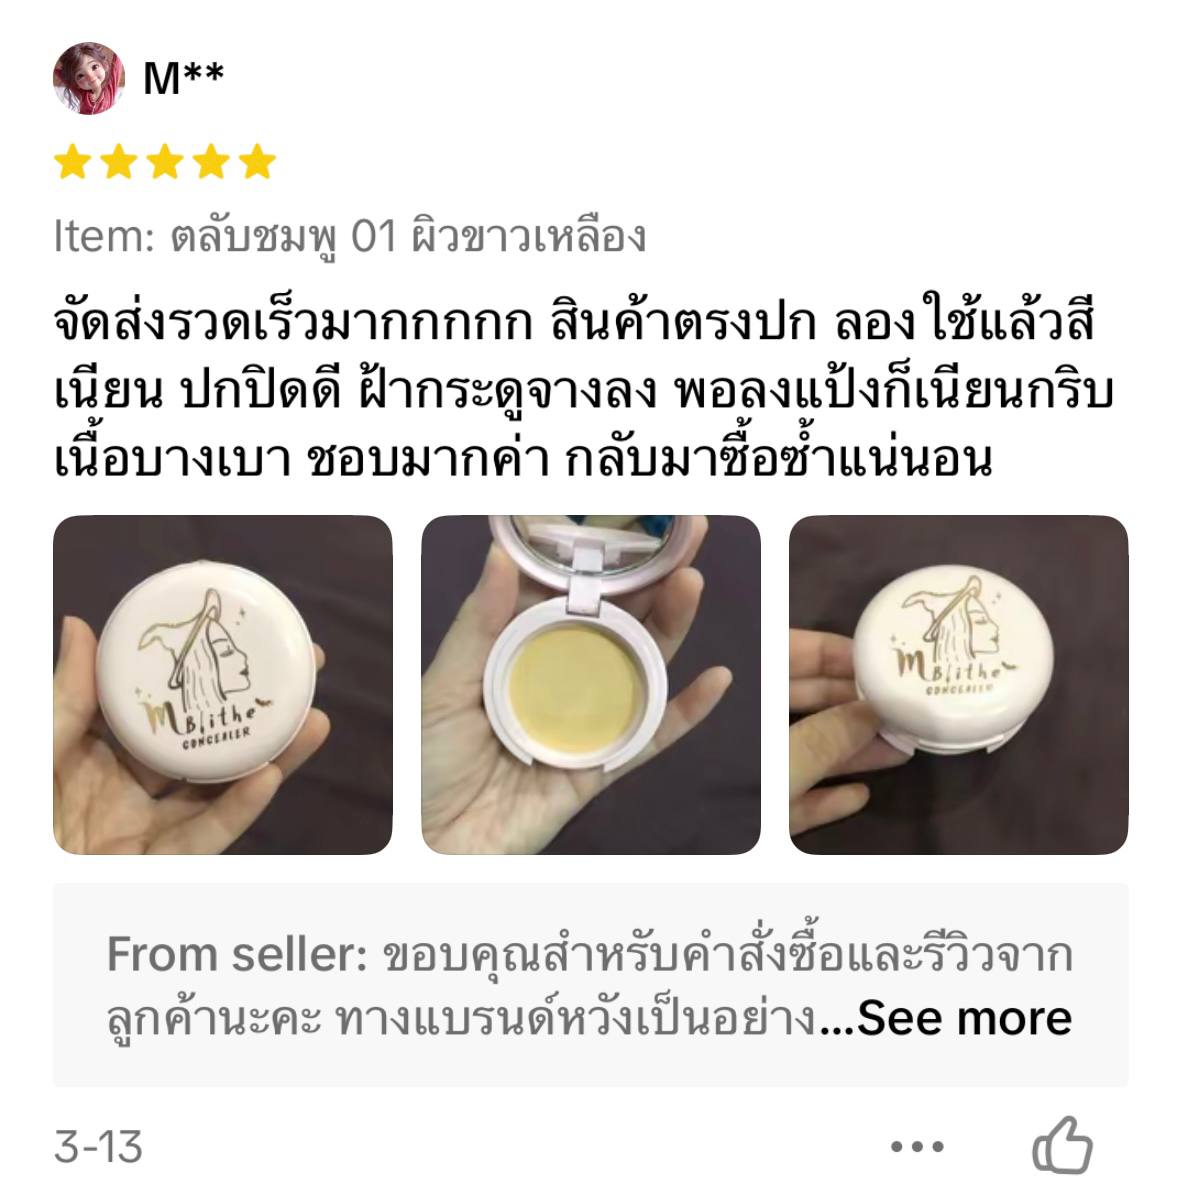 M**
Item: ตลับชมพู 01 ผิวขาวเหลือง
จัดส่งรวดเร็วมากกกกก สินค้าตรงปก ลองใช้แล้วสี
เนียน ปกปิดดี ฝ้ากระดูจางลง พอลงแป้งก็เนียนกริบ
เนื้อบางเบา ชอบมากค่า กลับมาซื้อซ้ำแน่นอน
M Blithe
CONCEALER
M Blithe
CONCEALER
From seller: ขอบคุณสำหรับคำสั่งซื้อและรีวิวจาก
ลูกค้านะคะ ทางแบรนด์หวังเป็นอย่าง...See more
3-13